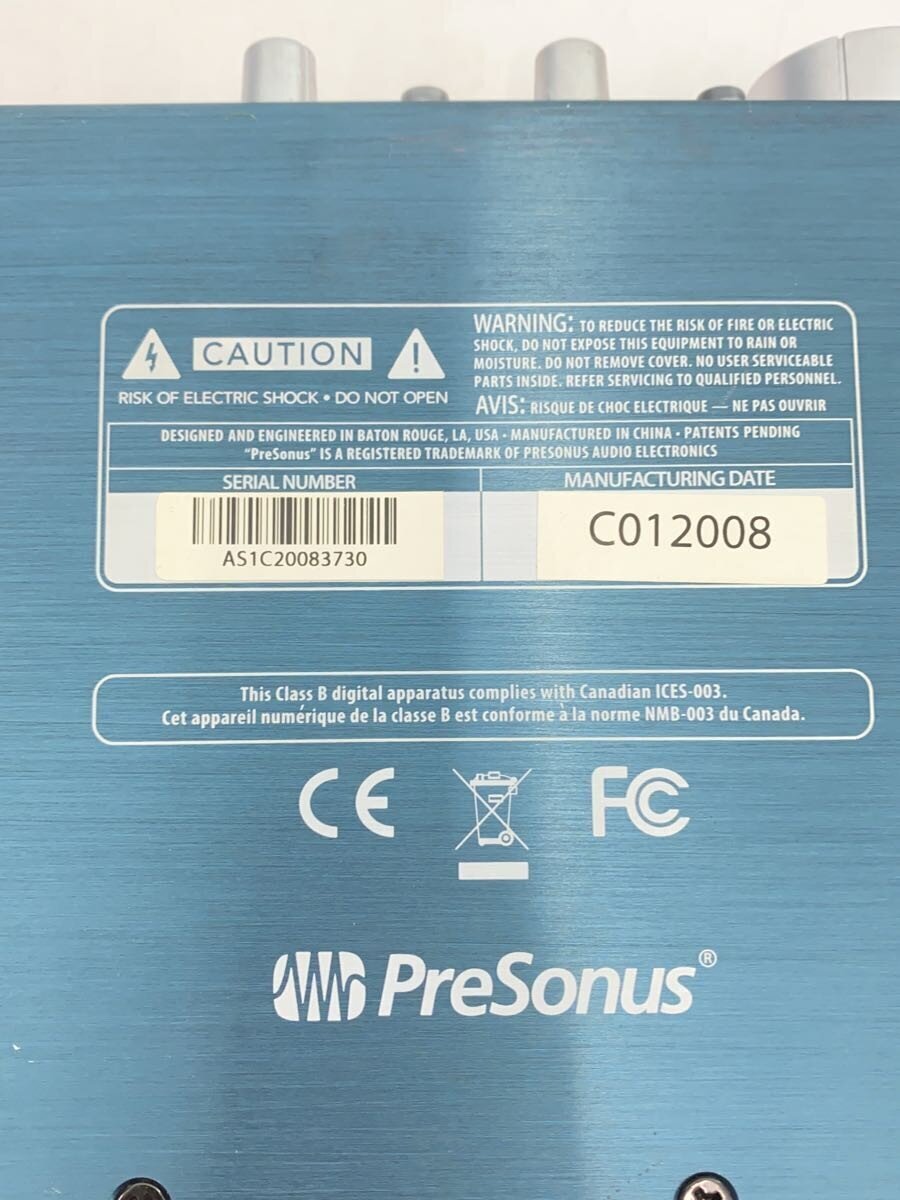 CAUTION
RISK OF ELECTRIC SHOCK • DO NOT OPEN
WARNING: TO REDUCE THE RISK OF FIRE OR ELECTRIC
SHOCK, DO NOT EXPOSE THIS EQUIPMENT TO RAIN OR
MOISTURE. DO NOT REMOVE COVER. NO USER SERVICEABLE
PARTS INSIDE. REFER SERVICING TO QUALIFIED PERSONNEL.
AVIS: RISQUE DE CHOC ELECTRIQUE — NE PAS OUVRIR
DESIGNED AND ENGINEERED IN BATON ROUGE, LA, USA • MANUFACTURED IN CHINA • PATENTS PENDING
"PreSonus" IS A REGISTERED TRADEMARK OF PRESONUS AUDIO ELECTRONICS
SERIAL NUMBER
AS1C20083730
MANUFACTURING DATE
C012008
This Class B digital apparatus complies with Canadian ICES-003.
Cet appareil numérique de la classe B est conforme à la norme NMB-003 du Canada.
CE FC
PreSonus®